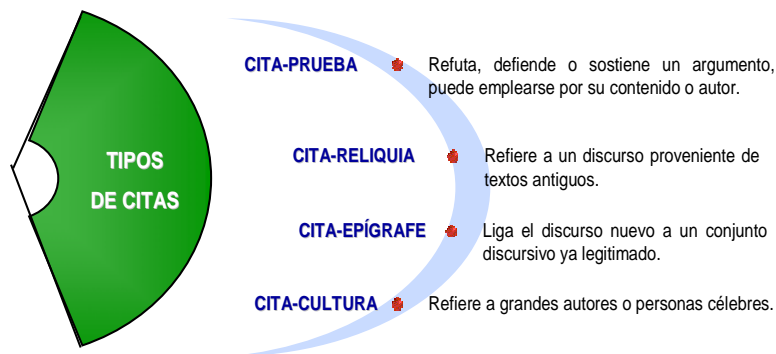 TIPOS
DE CITAS
CITA-PRUEBA
Refuta, defiende o sostiene un argumento,
puede emplearse por su contenido o autor.
CITA-RELIQUIA
Refiere a un discurso proveniente de
textos antiguos.
CITA-EPÍGRAFE
Liga el discurso nuevo a un conjunto
discursivo ya legitimado.
CITA-CULTURA
Refiere a grandes autores o personas célebres.